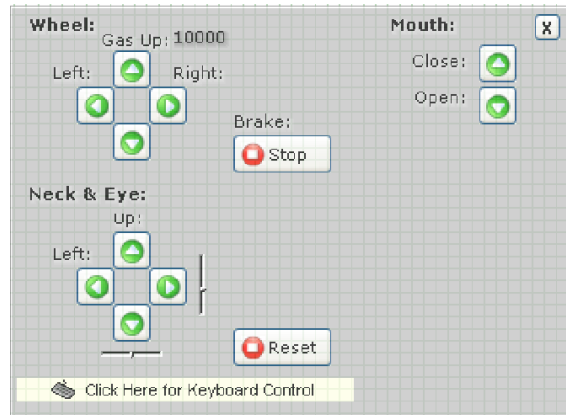 Wheel:
Gas Up: 10000
Left:
Right:
Brake:
Stop
Mouth:
X
Close:
Open:
Neck & Eye:
Up:
Left:
Reset
Click Here for Keyboard Control